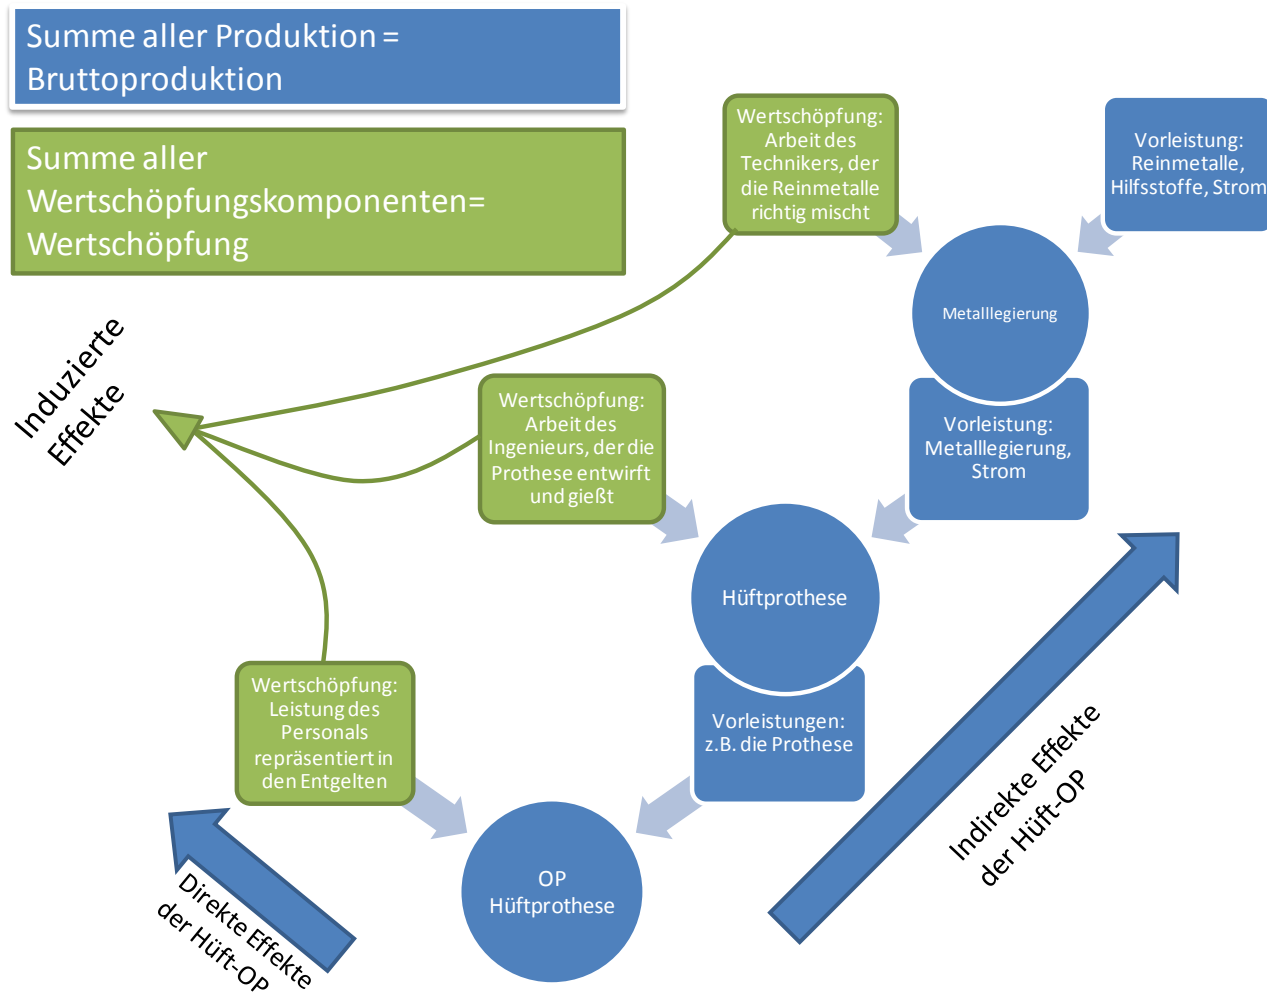 Summe aller Produktion =
Bruttoproduktion
Summe aller
Wertschöpfungskomponenten=
Wertschöpfung
Wertschöpfung:
Arbeit des
Technikers, der
die Reinmetalle
richtig mischt
Vorleistung:
Reinmetalle,
Hilfsstoffe, Strom
Metalllegierung
Induzierte
Effekte
Wertschöpfung:
Arbeit des
Ingenieurs, der die
Prothese entwirft
und gießt
Vorleistung:
Metalllegierung,
Strom
Hüftprothese
Wertschöpfung:
Leistung des
Personals
repräsentiert in
den Entgelten
Vorleistungen:
z.B. die Prothese
Indirekte Effekte
der Hüft-OP
OP
Hüftprothese
Direkte Effekte
der Hüft-OP